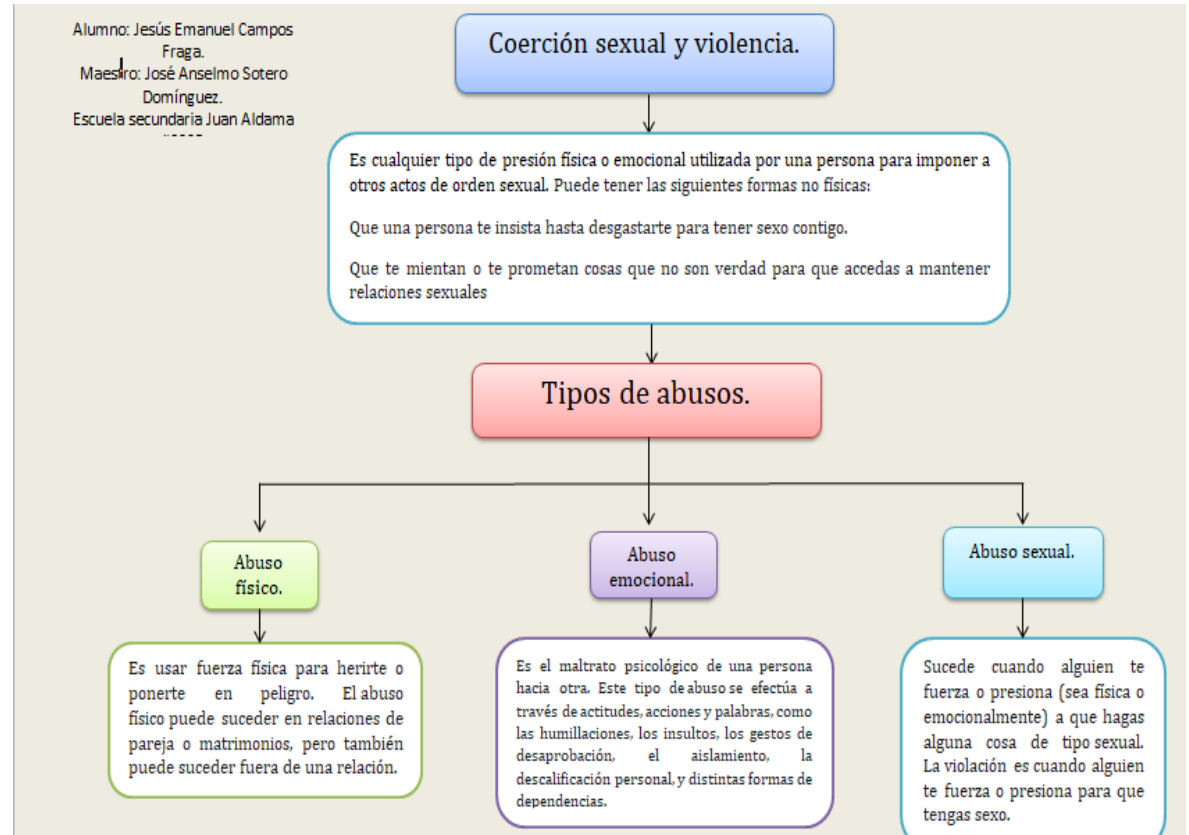 Alumno: Jesús Emanuel Campos
Fraga.
Maestro: José Anselmo Sotero
Domínguez.
Escuela secundaria Juan Aldama
Coerción sexual y violencia.
Es cualquier tipo de presión física o emocional utilizada por una persona para imponer a
otros actos de orden sexual. Puede tener las siguientes formas no físicas:
Que una persona te insista hasta desgastarte para tener sexo contigo.
Que te mientan o te prometan cosas que no son verdad para que accedas a mantener
relaciones sexuales
Tipos de abusos.
Abuso
físico.
Es usar fuerza física para herirte o
ponerte en peligro. El abuso
físico puede suceder en relaciones de
pareja o matrimonios, pero también
puede suceder fuera de una relación.
Abuso
emocional.
Es el maltrato psicológico de una persona
hacia otra. Este tipo de abuso se efectúa a
través de actitudes, acciones y palabras, como
las humillaciones, los insultos, los gestos de
desaprobación, el aislamiento, la
descalificación personal, y distintas formas de
dependencias.
Abuso sexual.
Sucede cuando alguien te
fuerza o presiona (sea física o
emocionalmente) a que hagas
alguna cosa de tipo sexual.
La violación es cuando alguien
te fuerza o presiona para que
tengas sexo.